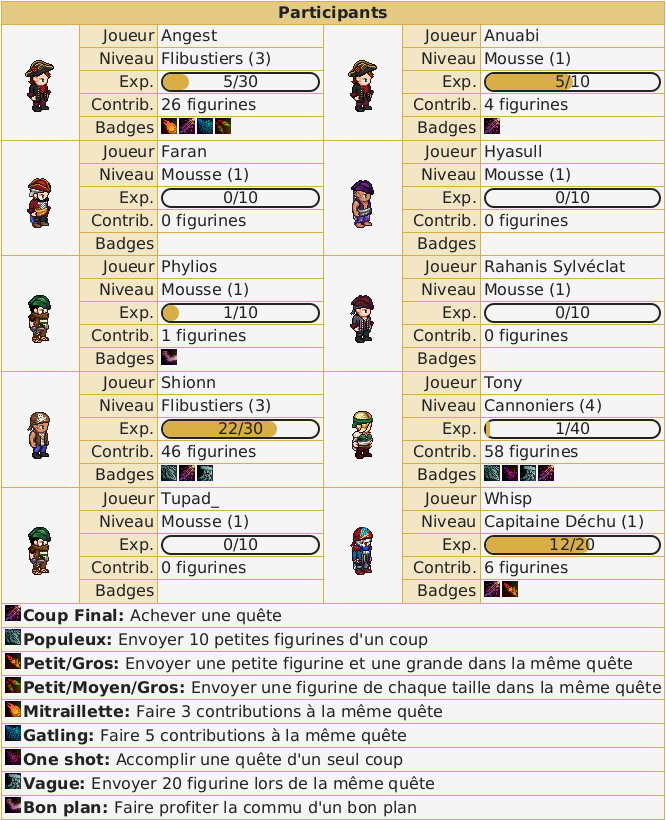 Participants
Joueur Angest
Niveau Flibustiers (3)
Exp. 5/30
Contrib. 26 figurines
Badges
Joueur Anuabi
Niveau Mousse (1)
Exp. 5/10
Contrib. 4 figurines
Badges
Joueur Faran
Niveau Mousse (1)
Exp. 0/10
Contrib. 0 figurines
Badges
Joueur Hyasull
Niveau Mousse (1)
Exp. 0/10
Contrib. 0 figurines
Badges
Joueur Phylios
Niveau Mousse (1)
Exp. 1/10
Contrib. 1 figurines
Badges
Joueur Rahanis Sylvéclat
Niveau Mousse (1)
Exp. 0/10
Contrib. 0 figurines
Badges
Joueur Shionn
Niveau Flibustiers (3)
Exp. 22/30
Contrib. 46 figurines
Badges
Joueur Tony
Niveau Cannoniers (4)
Exp. 1/40
Contrib. 58 figurines
Badges
Joueur Tupad_
Niveau Mousse (1)
Exp. 0/10
Contrib. 0 figurines
Badges
Joueur Whisp
Niveau Capitaine Déchu (1)
Exp. 12/20
Contrib. 6 figurines
Badges
Coup Final: Achever une quête
Populeux: Envoyer 10 petites figurines d'un coup
Petit/Gros: Envoyer une petite figurine et une grande dans la même quête
Petit/Moyen/Gros: Envoyer une figurine de chaque taille dans la même quête
Mitraillette: Faire 3 contributions à la même quête
Gatling: Faire 5 contributions à la même quête
One shot: Accomplir une quête d'un seul coup
Vague: Envoyer 20 figurine lors de la même quête
Bon plan: Faire profiter la commu d'un bon plan